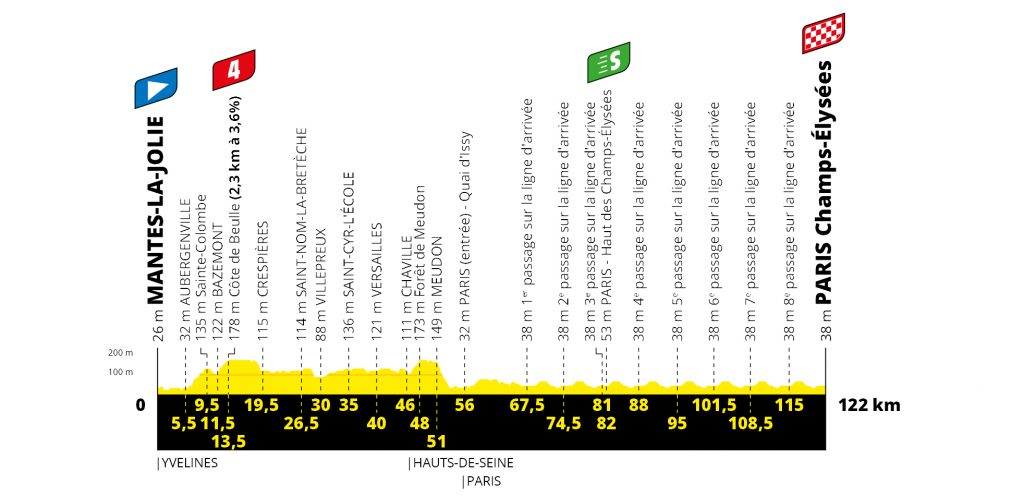 4
S
26 m MANTES-LA-JOLIE
32 m AUBERGENVILLE
135 m Sainte-Colombe
122 m BAZEMONT
178 m Côte de Beulle (2,3 km à 3,6%)
115 m CRESPIÈRES
114 m SAINT-NOM-LA-BRETÈCHE
88 m VILLEPREUX
136 m SAINT-CYR-L'ÉCOLE
121 m VERSAILLES
111 m CHAVILLE
173 m Forêt de Meudon
149 m MEUDON
32 m PARIS (entrée) - Quai d'Issy
38 m 1er passage sur la ligne d'arrivée
38 m 2e passage sur la ligne d'arrivée
38 m 3e passage sur la ligne d'arrivée
53 m PARIS - Haut des Champs-Élysées
38 m 4e passage sur la ligne d'arrivée
38 m 5e passage sur la ligne d'arrivée
38 m 6e passage sur la ligne d'arrivée
38 m 7e passage sur la ligne d'arrivée
38 m 8e passage sur la ligne d'arrivée
38 m PARIS Champs-Élysées
200 m
100 m
0 9,5 19,5 30 35 46 56 67,5 81 88 101,5 115 122 km
5,5 11,5 26,5 40 48 74,5 82 95 108,5
13,5 51
|YVELINES |HAUTS-DE-SEINE
|PARIS